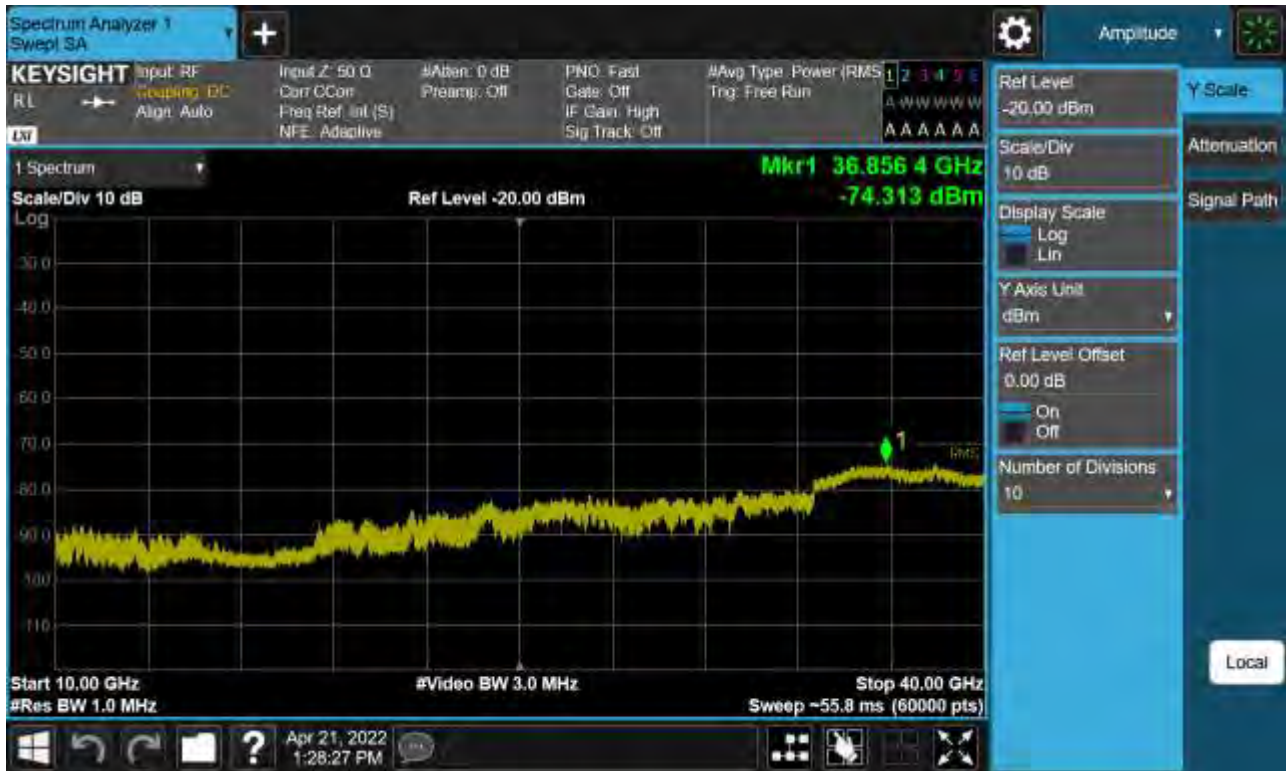 Spectrum Analyzer 1
Swept SA
+
Amplitude
KEYSIGHT
RL
Input: RF
Coupling: DC
Align: Auto
Input Z: 50 Ω
Corr CCorr
Freq Ref: Int (S)
NFE: Adaptive
#Atten: 0 dB
Preamp: Off
PNO: Fast
Gate: Off
IF Gain: High
Sig Track: Off
#Avg Type: Power (RMS
Trig: Free Run
1 2 3 4 5 6
A W W W W W
A A A A A A
1 Spectrum
Scale/Div 10 dB
Ref Level -20.00 dBm
Mkr1 36.856 4 GHz
-74.313 dBm
Log
-30.0
-40.0
-50.0
-60.0
-70.0
-80.0
-90.0
-100
-110
1
RMS
Start 10.00 GHz
#Res BW 1.0 MHz
#Video BW 3.0 MHz
Stop 40.00 GHz
Sweep ~55.8 ms (60000 pts)
Ref Level
-20.00 dBm
Scale/Div
10 dB
Display Scale
Log
Lin
Y Axis Unit
dBm
Ref Level Offset
0.00 dB
On
Off
Number of Divisions
10
Y Scale
Attenuation
Signal Path
Local
?
Apr 21, 2022
1:28:27 PM